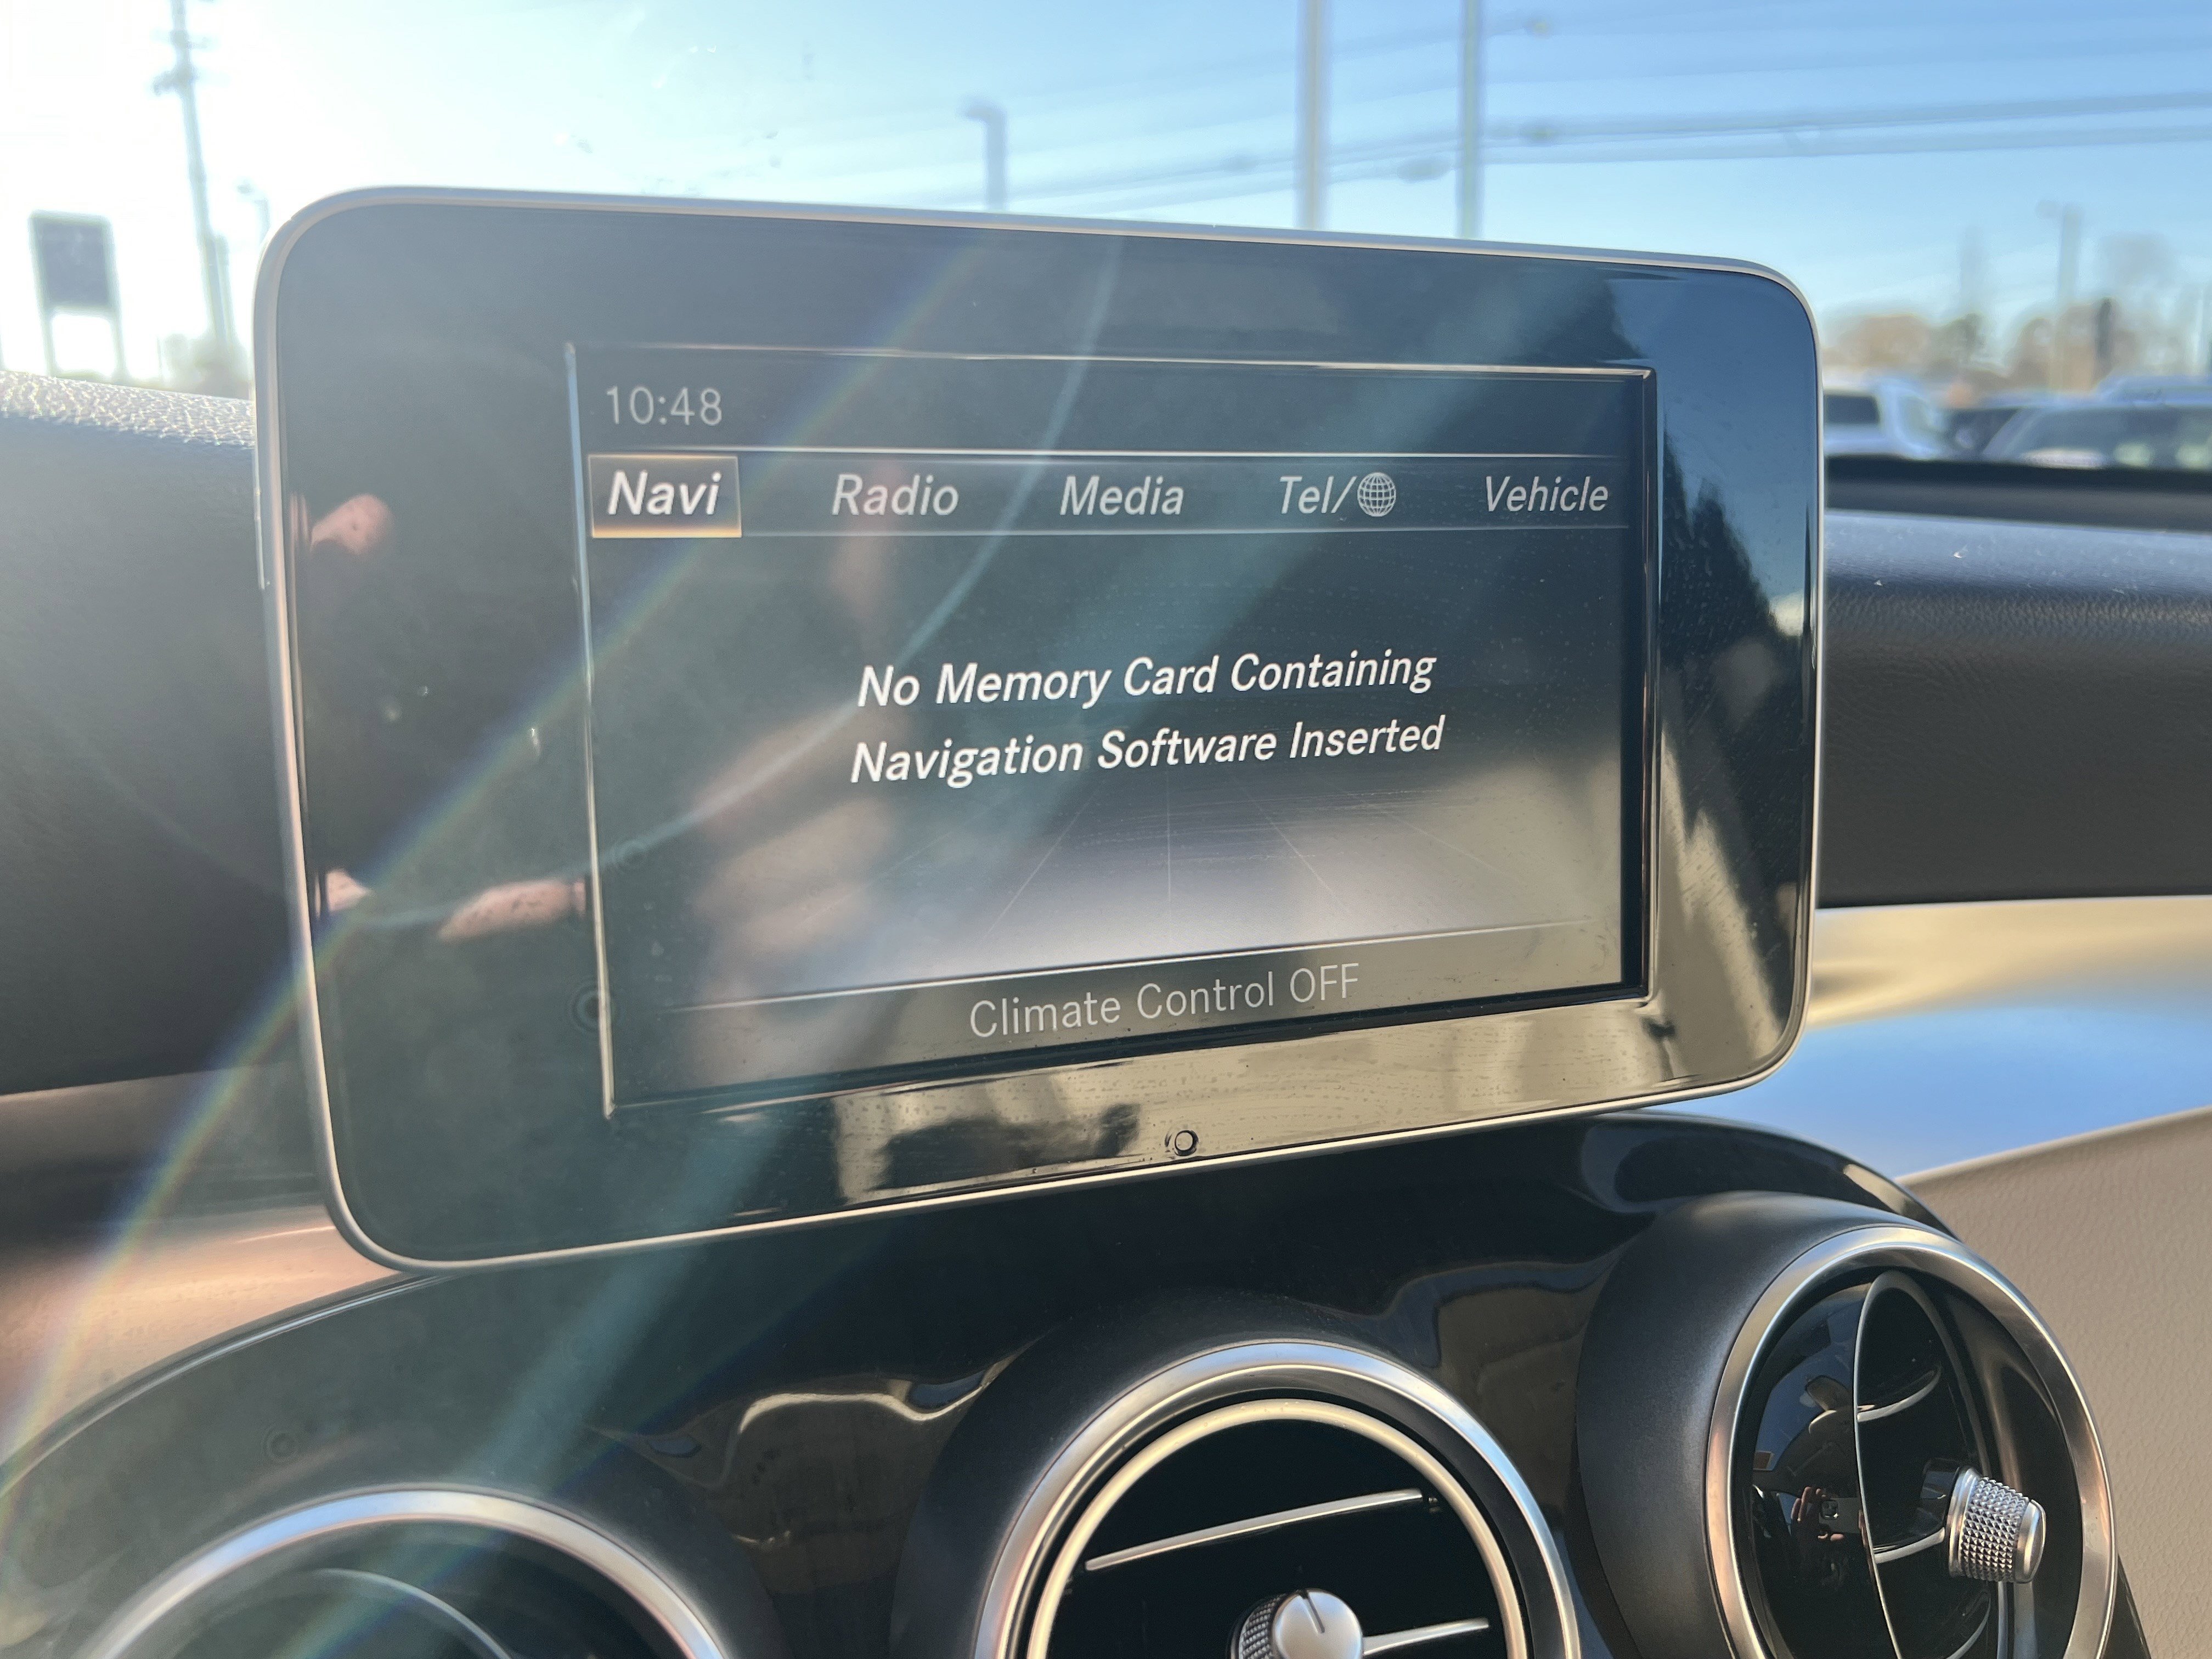 10:48
Navi Radio Media Tel/ Vehicle
No Memory Card Containing
Navigation Software Inserted
Climate Control OFF